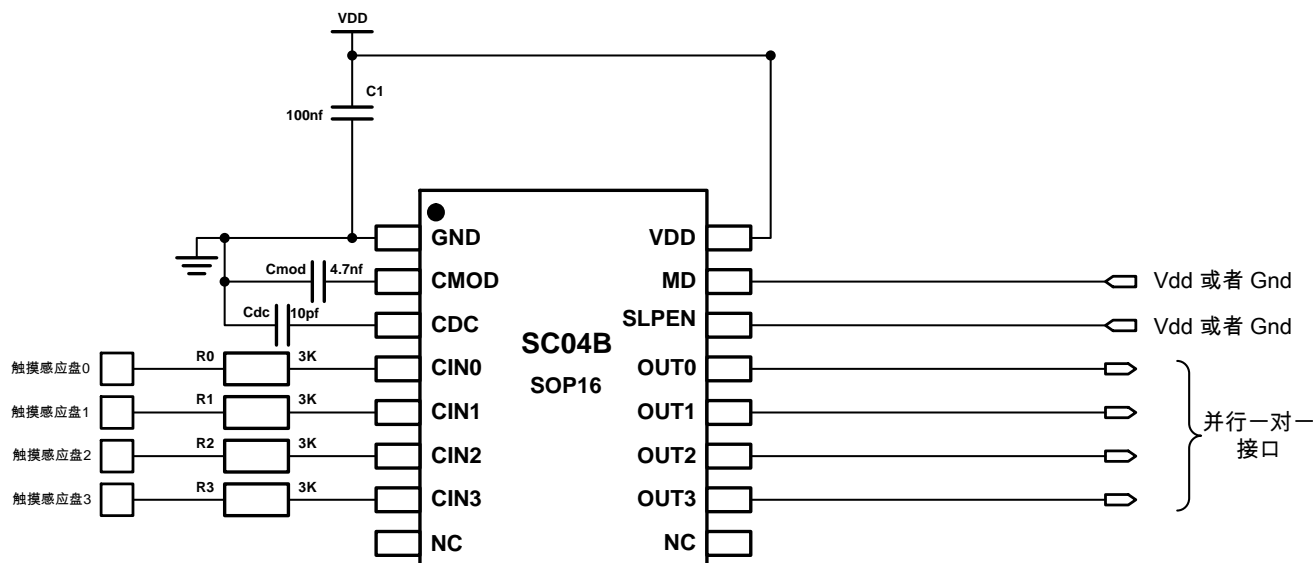 VDD
C1
100nf
GND VDD
Cmod 4.7nf CMOD MD Vdd 或者 Gnd
Cdc 10pf CDC SLPEN Vdd 或者 Gnd
SC04B
SOP16
触摸感应盘0 R0 3K CIN0 OUT0
触摸感应盘1 R1 3K CIN1 OUT1
触摸感应盘2 R2 3K CIN2 OUT2
触摸感应盘3 R3 3K CIN3 OUT3
并行一对一
接口
NC NC